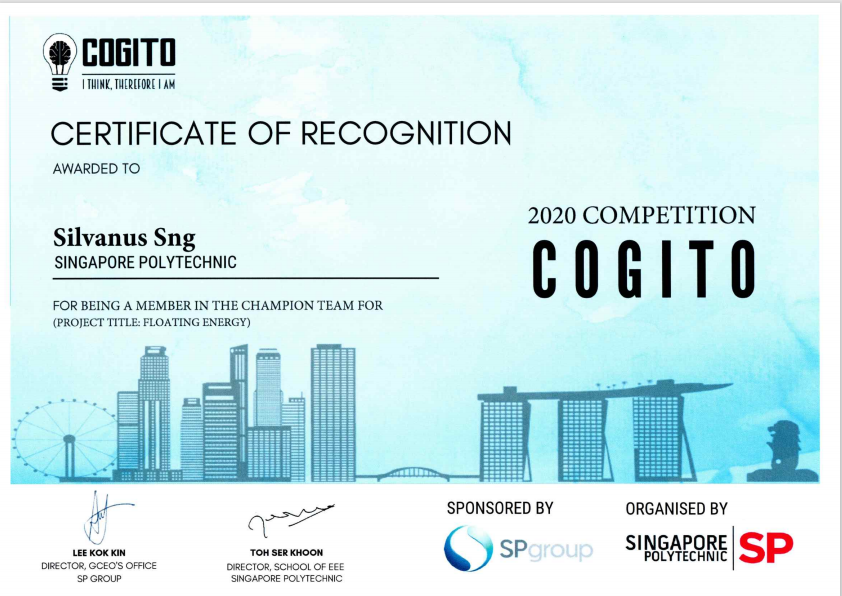 COGITO
I THINK, THEREFORE I AM
CERTIFICATE OF RECOGNITION
AWARDED TO
Silvanus Sng
SINGAPORE POLYTECHNIC
FOR BEING A MEMBER IN THE CHAMPION TEAM FOR
(PROJECT TITLE: FLOATING ENERGY)
2020 COMPETITION
COGITO
LEE KOK KIN
DIRECTOR, GCEO'S OFFICE
SP GROUP
TOH SER KHOON
DIRECTOR, SCHOOL OF EEE
SINGAPORE POLYTECHNIC
SPONSORED BY
SPgroup
ORGANISED BY
SINGAPORE
POLYTECHNIC
SP